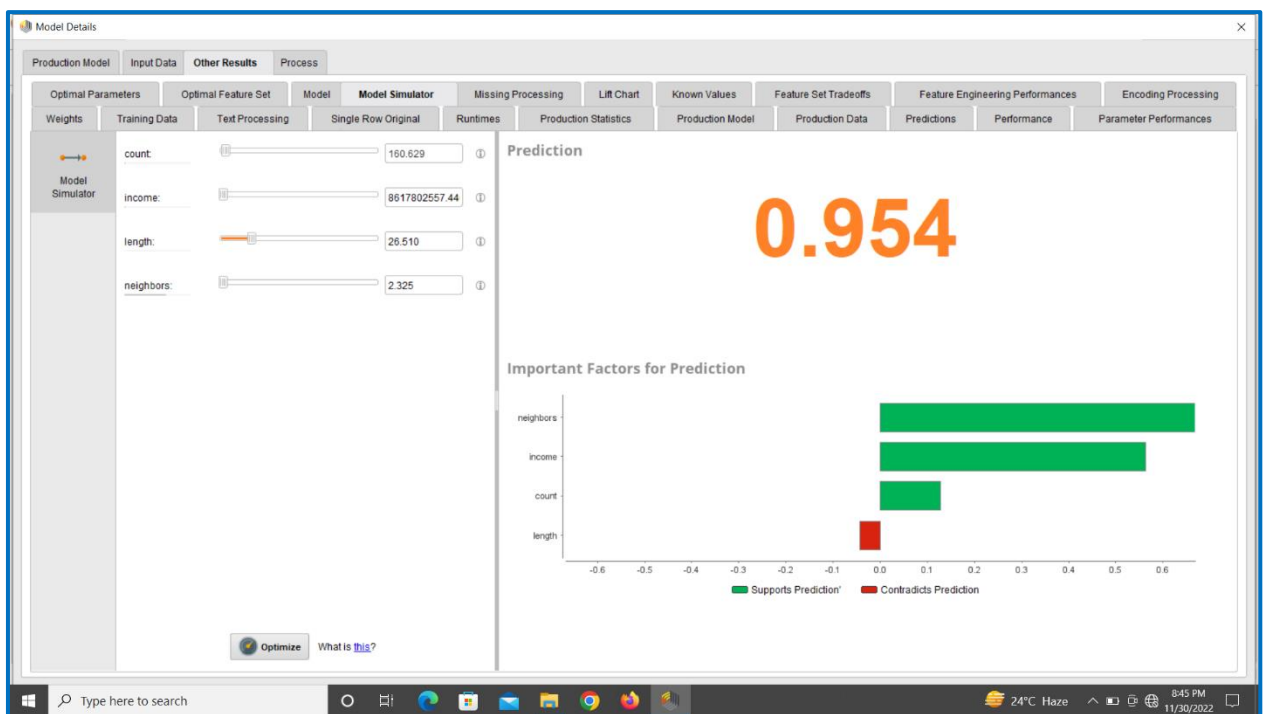 Model Details
Production Model Input Data Other Results Process
Optimal Parameters Optimal Feature Set Model Model Simulator Missing Processing Lift Chart Known Values Feature Set Tradeoffs Feature Engineering Performances Encoding Processing
Weights Training Data Text Processing Single Row Original Runtimes Production Statistics Production Model Production Data Predictions Performance Parameter Performances
Model
Simulator
count: 160.629
income: 8617802557.44
length: 26.510
neighbors: 2.325
Optimize What is this?
Prediction
0.954
Important Factors for Prediction
neighbors
income
count
length
-0.6 -0.5 -0.4 -0.3 -0.2 -0.1 0.0 0.1 0.2 0.3 0.4 0.5 0.6
Supports Prediction' Contradicts Prediction
Type here to search
24°C Haze
8:45 PM
11/30/2022